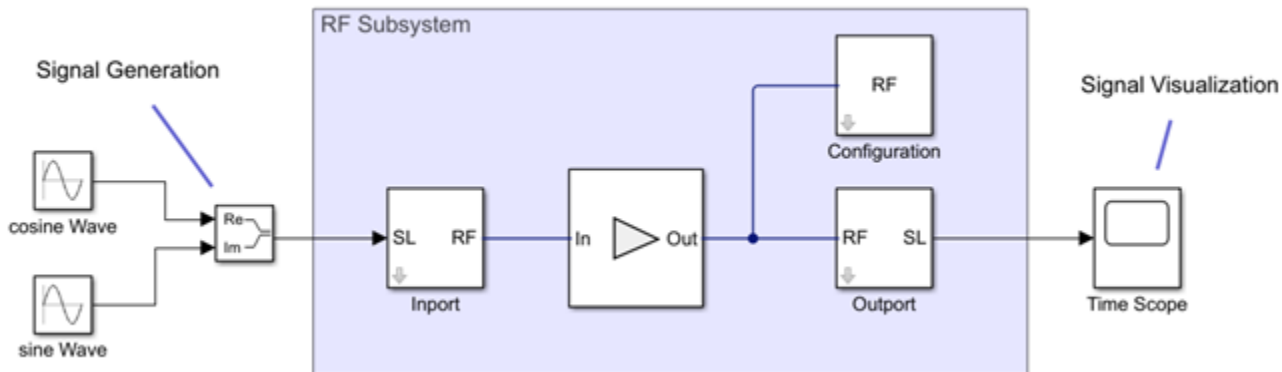 RF Subsystem
Signal Generation
Signal Visualization
RF
Configuration
cosine Wave
Re
Im
SL RF
Inport
In Out
RF SL
Outport
Time Scope
sine Wave